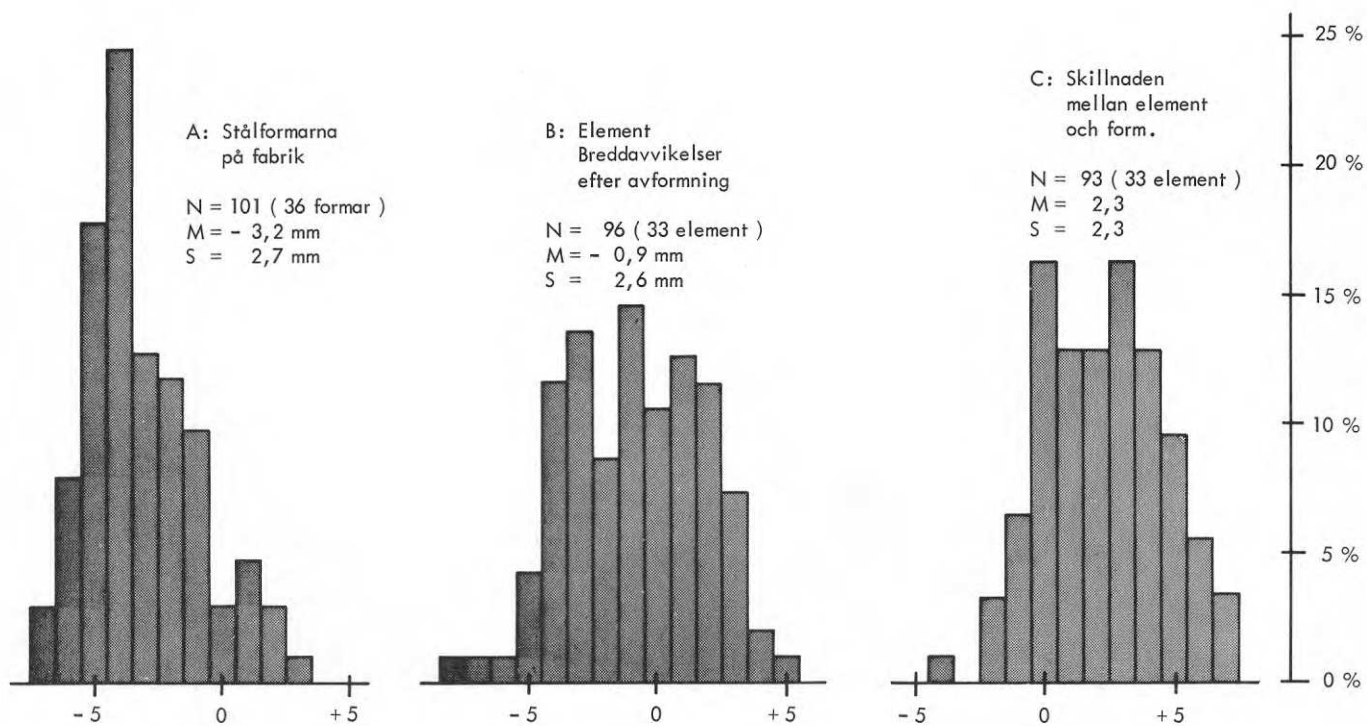 A: Stålformarna
på fabrik
N = 101 ( 36 formar )
M = - 3,2 mm
S = 2,7 mm
B: Element
Breddavvikelser
efter avformning
N = 96 ( 33 element )
M = - 0,9 mm
S = 2,6 mm
C: Skillnaden
mellan element
och form.
N = 93 ( 33 element )
M = 2,3
S = 2,3
25 %
20 %
15 %
10 %
5 %
0 %
- 5 0 + 5
- 5 0 + 5
- 5 0 + 5